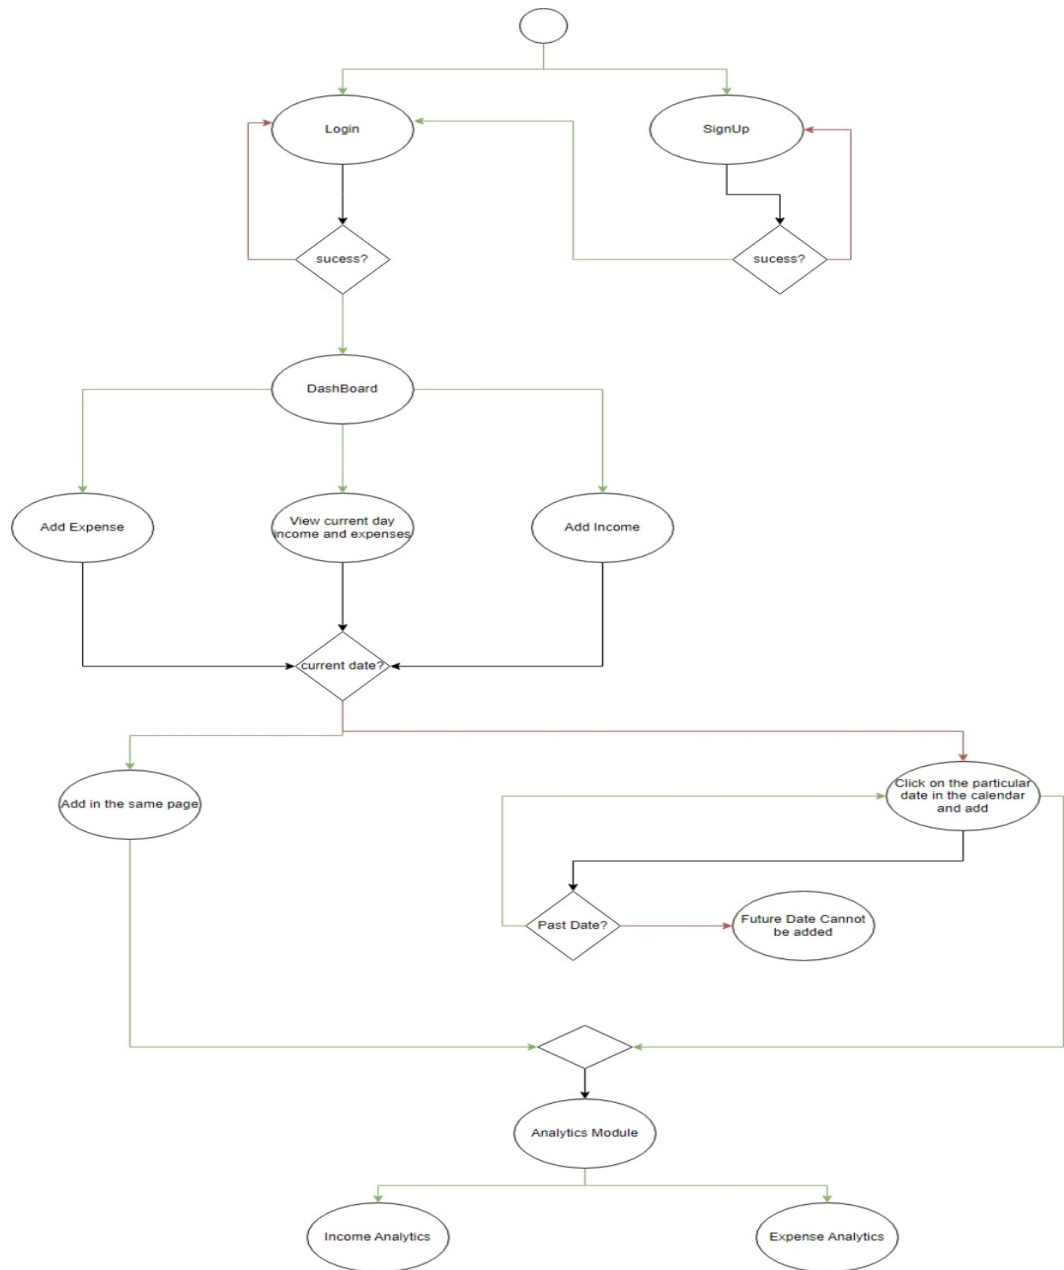 Login
SignUp
sucess?
sucess?
DashBoard
Add Expense
View current day
income and expenses
Add Income
current date?
Add in the same page
Click on the particular
date in the calendar
and add
Past Date?
Future Date Cannot
be added
Analytics Module
Income Analytics
Expense Analytics